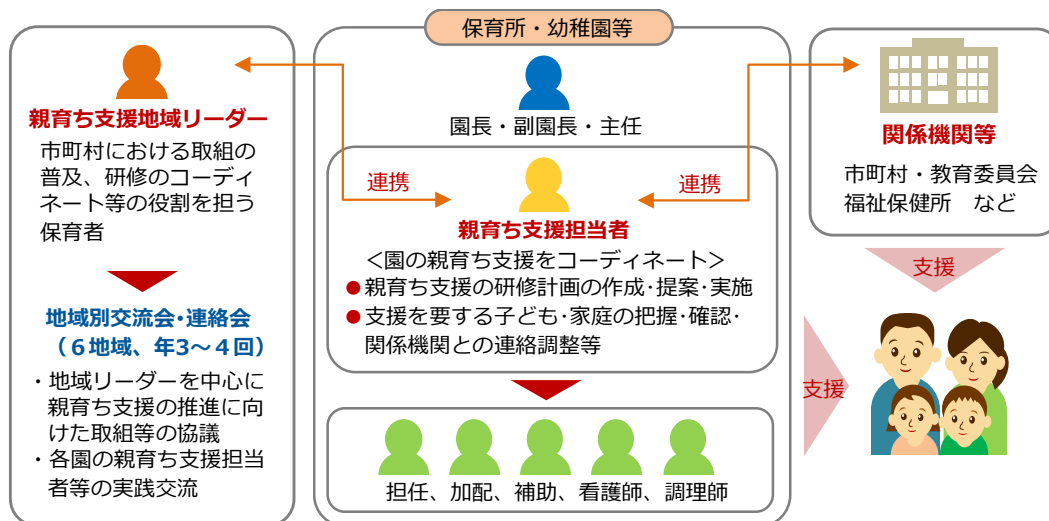 保育所・幼稚園等
親育ち支援地域リーダー
市町村における取組の
普及、研修のコーディ
ネート等の役割を担う
保育者
地域別交流会・連絡会
（６地域、年3～４回）
・地域リーダーを中心に
親育ち支援の推進に向
けた取組等の協議
・各園の親育ち支援担当
者等の実践交流
園長・副園長・主任
連携
連携
親育ち支援担当者
＜園の親育ち支援をコーディネート＞
●親育ち支援の研修計画の作成・提案・実施
●支援を要する子ども・家庭の把握・確認・
関係機関との連絡調整等
担任、加配、補助、看護師、調理師
関係機関等
市町村・教育委員会
福祉保健所　など
支援
支援